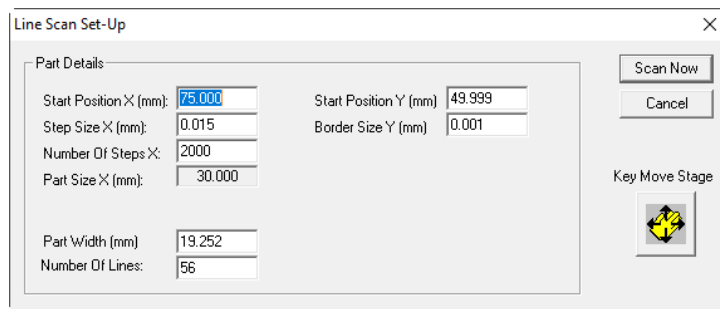 Line Scan Set-Up
Part Details
Start Position X (mm): 75.000
Start Position Y (mm) 49.999
Step Size X (mm): 0.015
Border Size Y (mm) 0.001
Number Of Steps X: 2000
Part Size X (mm): 30.000
Part Width (mm) 19.252
Number Of Lines: 56
Scan Now
Cancel
Key Move Stage